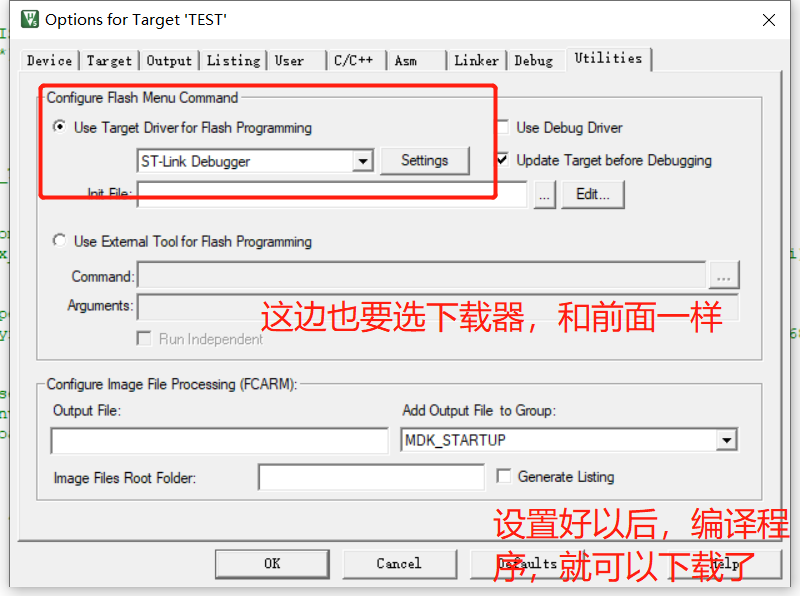 Options for Target 'TEST'
Device Target Output Listing User C/C++ Asm Linker Debug Utilities
Configure Flash Menu Command
Use Target Driver for Flash Programming
Use Debug Driver
ST-Link Debugger
Settings
Update Target before Debugging
Init File:
...
Edit...
Use External Tool for Flash Programming
Command:
...
Arguments:
这边也要选下载器，和前面一样
Run Independent
Configure Image File Processing (FCARM):
Output File:
Add Output File to Group:
MDK_STARTUP
Image Files Root Folder:
Generate Listing
设置好以后，编译程
序，就可以下载了
OK
Cancel
Defaults
Help